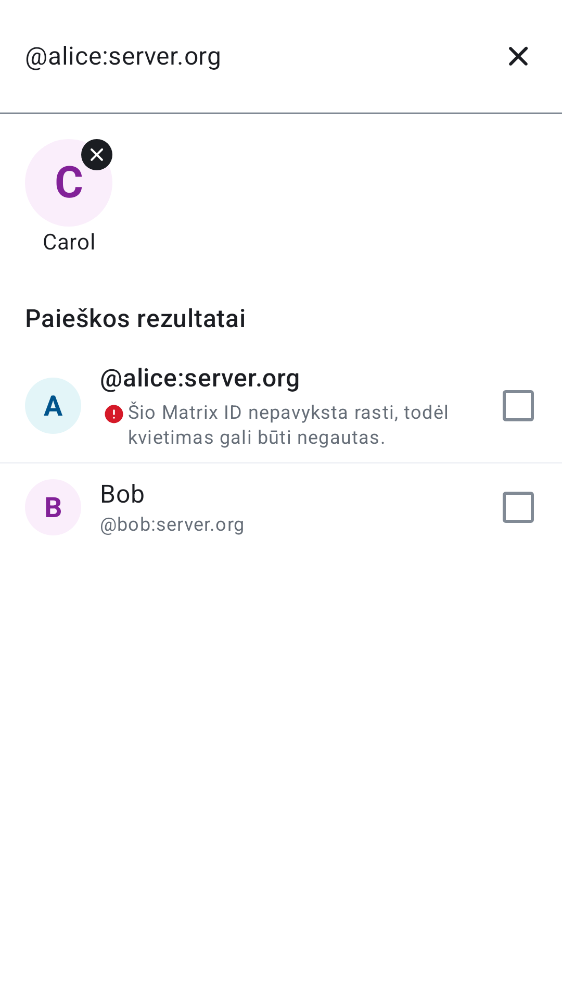 @alice:server.org
C
Carol
Paieškos rezultatai
A
@alice:server.org
Šio Matrix ID nepavyksta rasti, todėl
kvietimas gali būti negautas.
B
Bob
@bob:server.org